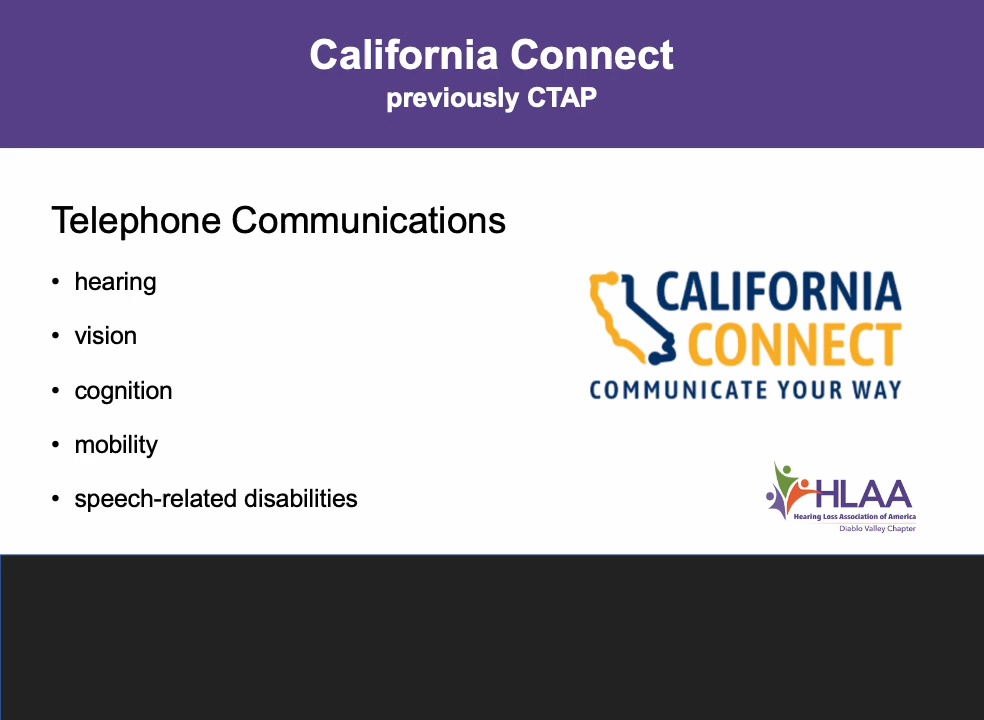 California Connect
previously CTAP
Telephone Communications
• hearing
• vision
• cognition
• mobility
• speech-related disabilities
CALIFORNIA
CONNECT
COMMUNICATE YOUR WAY
HLAA
Hearing Loss Association of America
Diablo Valley Chapter